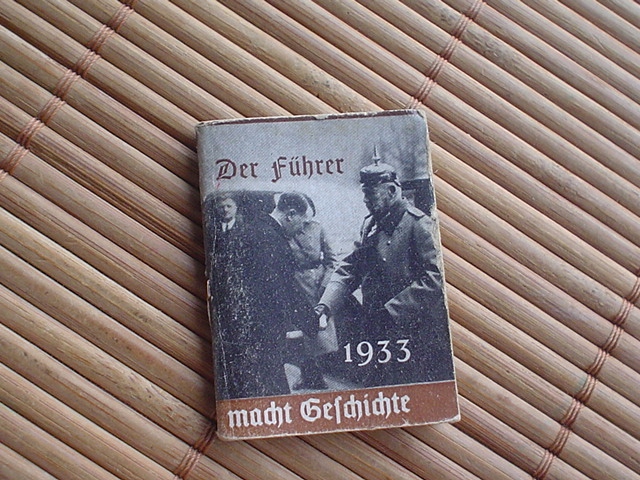 Der Führer
1933
macht Geſchichte